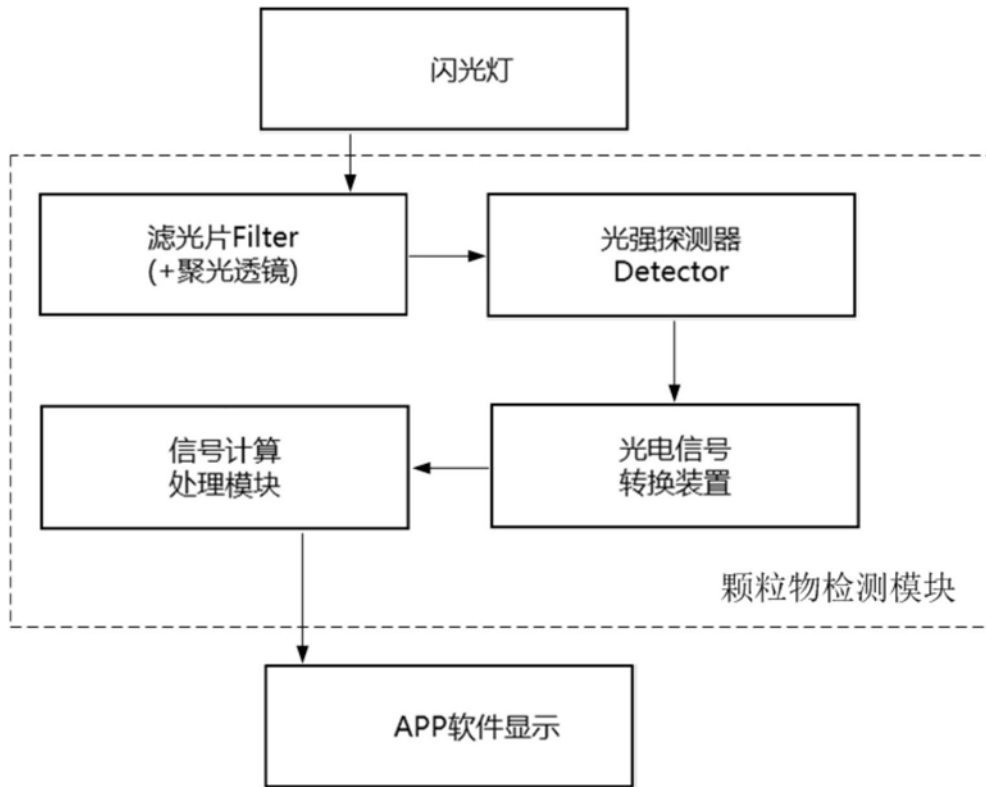 闪光灯
滤光片Filter
(+聚光透镜)
光强探测器
Detector
信号计算
处理模块
光电信号
转换装置
颗粒物检测模块
APP软件显示